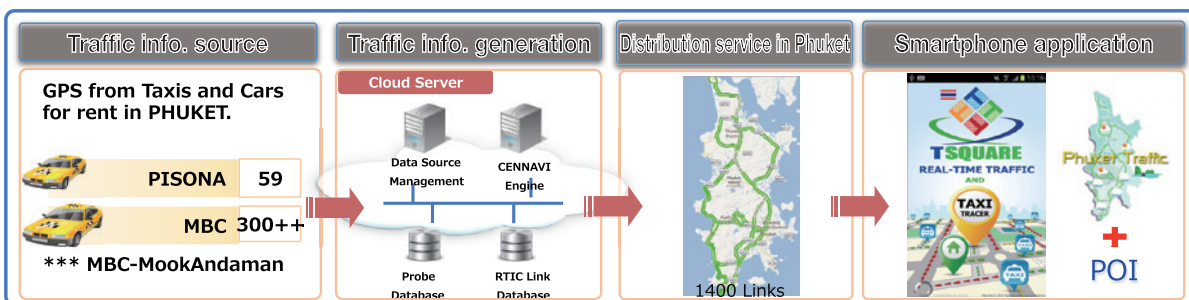 Traffic info. source
GPS from Taxis and Cars
for rent in PHUKET.
PISONA 59
MBC 300++
*** MBC-MookAndaman
Traffic info. generation
Cloud Server
Data Source
Management
CENNAVI
Engine
Probe
Database
RTIC Link
Database
Distribution service in Phuket
1400 Links
Smartphone application
TSQUARE
REAL-TIME TRAFFIC
AND
TAXI
TRACER
TAXI
Phuket Traffic
+
POI